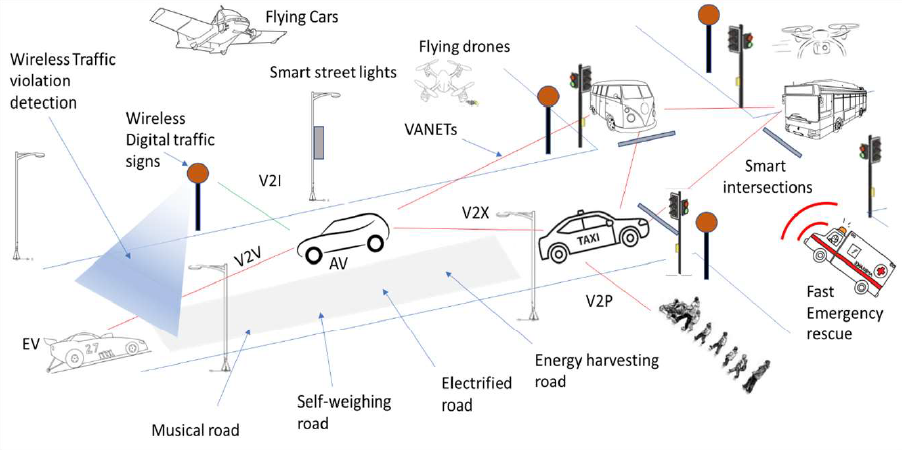 Flying Cars
Wireless Traffic
violation
detection
Flying drones
Smart street lights
Wireless
Digital traffic
signs
VANETs
V2I
Smart
intersections
V2X
TAXI
V2V
AV
V2P
Fast
Emergency
rescue
EV
27
Energy harvesting
road
Electrified
road
Self-weighing
road
Musical road